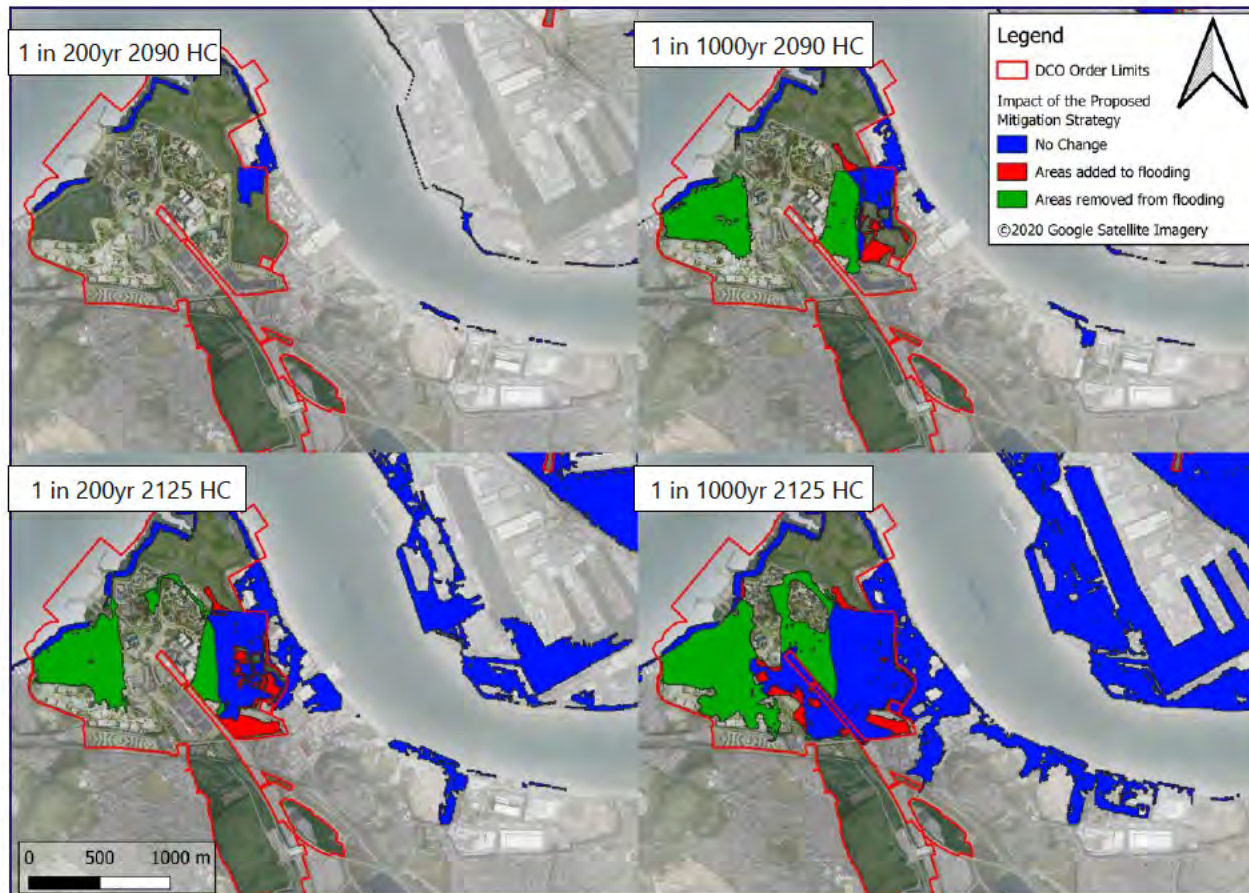 1 in 200yr 2090 HC
1 in 1000yr 2090 HC
Legend
DCO Order Limits
Impact of the Proposed
Mitigation Strategy
No Change
Areas added to flooding
Areas removed from flooding
©2020 Google Satellite Imagery
1 in 200yr 2125 HC
1 in 1000yr 2125 HC
0 500 1000 m